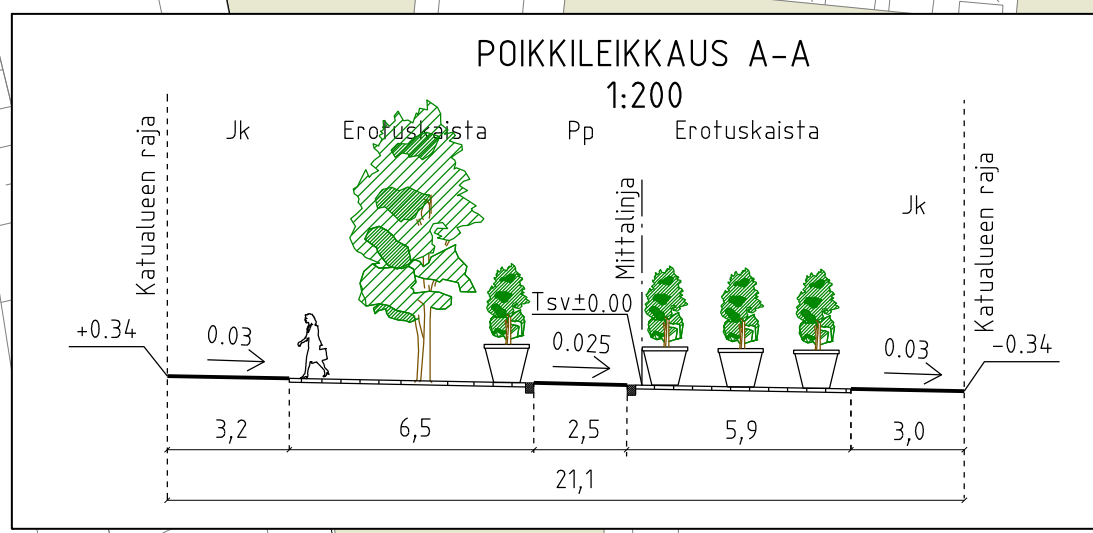 POIKKILEIKKAUS A-A
1:200
Katualueen raja
Jk
Erotuskaista
Pp
Erotuskaista
Mittalinja
Jk
Katualueen raja
+0.34
0.03
Tsv±0.00
0.025
0.03
-0.34
3,2
6,5
2,5
5,9
3,0
21,1